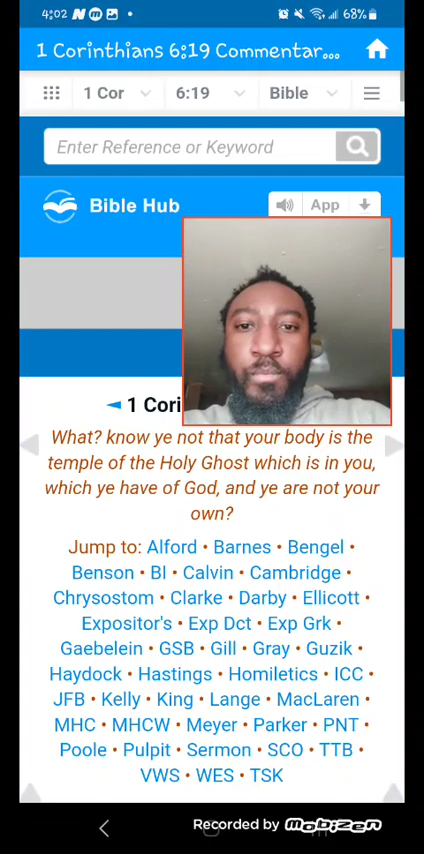 4:02 N m 68%
1 Corinthians 6:19 Commentar...
1 Cor 6:19 Bible
Enter Reference or Keyword
Bible Hub App
◄ 1 Cori
What? know ye not that your body is the
temple of the Holy Ghost which is in you,
which ye have of God, and ye are not your
own?
Jump to: Alford • Barnes • Bengel •
Benson • BI • Calvin • Cambridge •
Chrysostom • Clarke • Darby • Ellicott •
Expositor's • Exp Dct • Exp Grk •
Gaebelein • GSB • Gill • Gray • Guzik •
Haydock • Hastings • Homiletics • ICC •
JFB • Kelly • King • Lange • MacLaren •
MHC • MHCW • Meyer • Parker • PNT •
Poole • Pulpit • Sermon • SCO • TTB •
VWS • WES • TSK
Recorded by mobizen